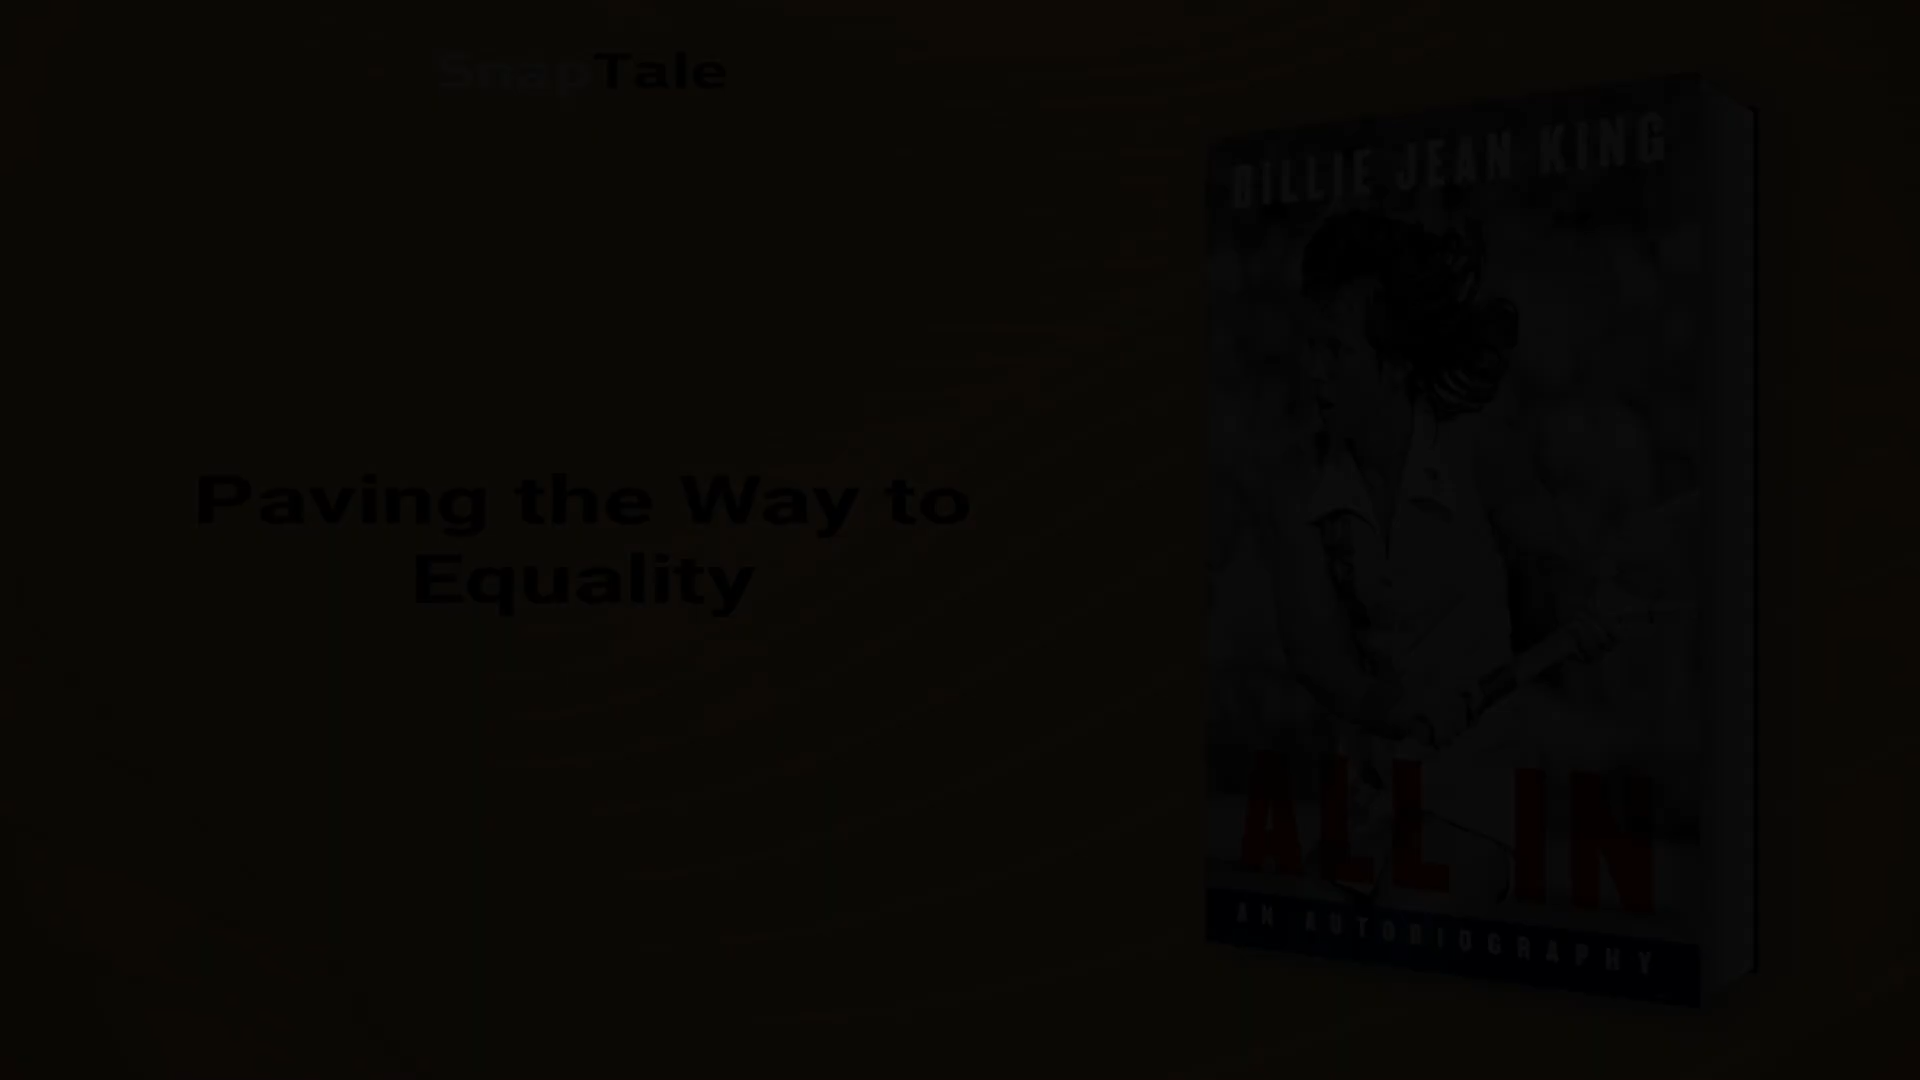 SnapTale
Paving the Way to
Equality
BILLIE JEAN KING
ALL IN
AN AUTOBIOGRAPHY